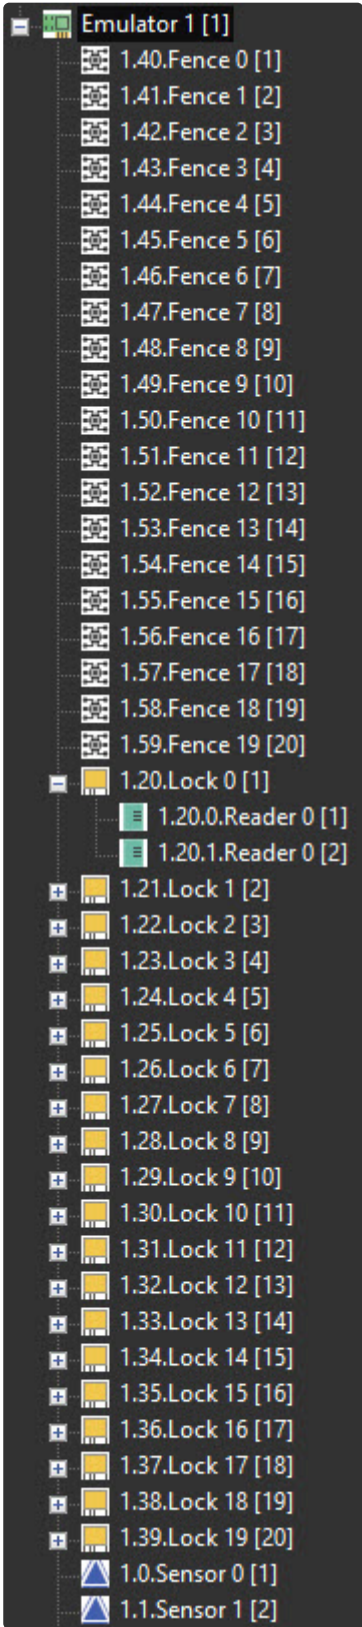 Emulator 1 [1]
1.40.Fence 0 [1]
1.41.Fence 1 [2]
1.42.Fence 2 [3]
1.43.Fence 3 [4]
1.44.Fence 4 [5]
1.45.Fence 5 [6]
1.46.Fence 6 [7]
1.47.Fence 7 [8]
1.48.Fence 8 [9]
1.49.Fence 9 [10]
1.50.Fence 10 [11]
1.51.Fence 11 [12]
1.52.Fence 12 [13]
1.53.Fence 13 [14]
1.54.Fence 14 [15]
1.55.Fence 15 [16]
1.56.Fence 16 [17]
1.57.Fence 17 [18]
1.58.Fence 18 [19]
1.59.Fence 19 [20]
1.20.Lock 0 [1]
1.20.0.Reader 0 [1]
1.20.1.Reader 0 [2]
1.21.Lock 1 [2]
1.22.Lock 2 [3]
1.23.Lock 3 [4]
1.24.Lock 4 [5]
1.25.Lock 5 [6]
1.26.Lock 6 [7]
1.27.Lock 7 [8]
1.28.Lock 8 [9]
1.29.Lock 9 [10]
1.30.Lock 10 [11]
1.31.Lock 11 [12]
1.32.Lock 12 [13]
1.33.Lock 13 [14]
1.34.Lock 14 [15]
1.35.Lock 15 [16]
1.36.Lock 16 [17]
1.37.Lock 17 [18]
1.38.Lock 18 [19]
1.39.Lock 19 [20]
1.0.Sensor 0 [1]
1.1.Sensor 1 [2]